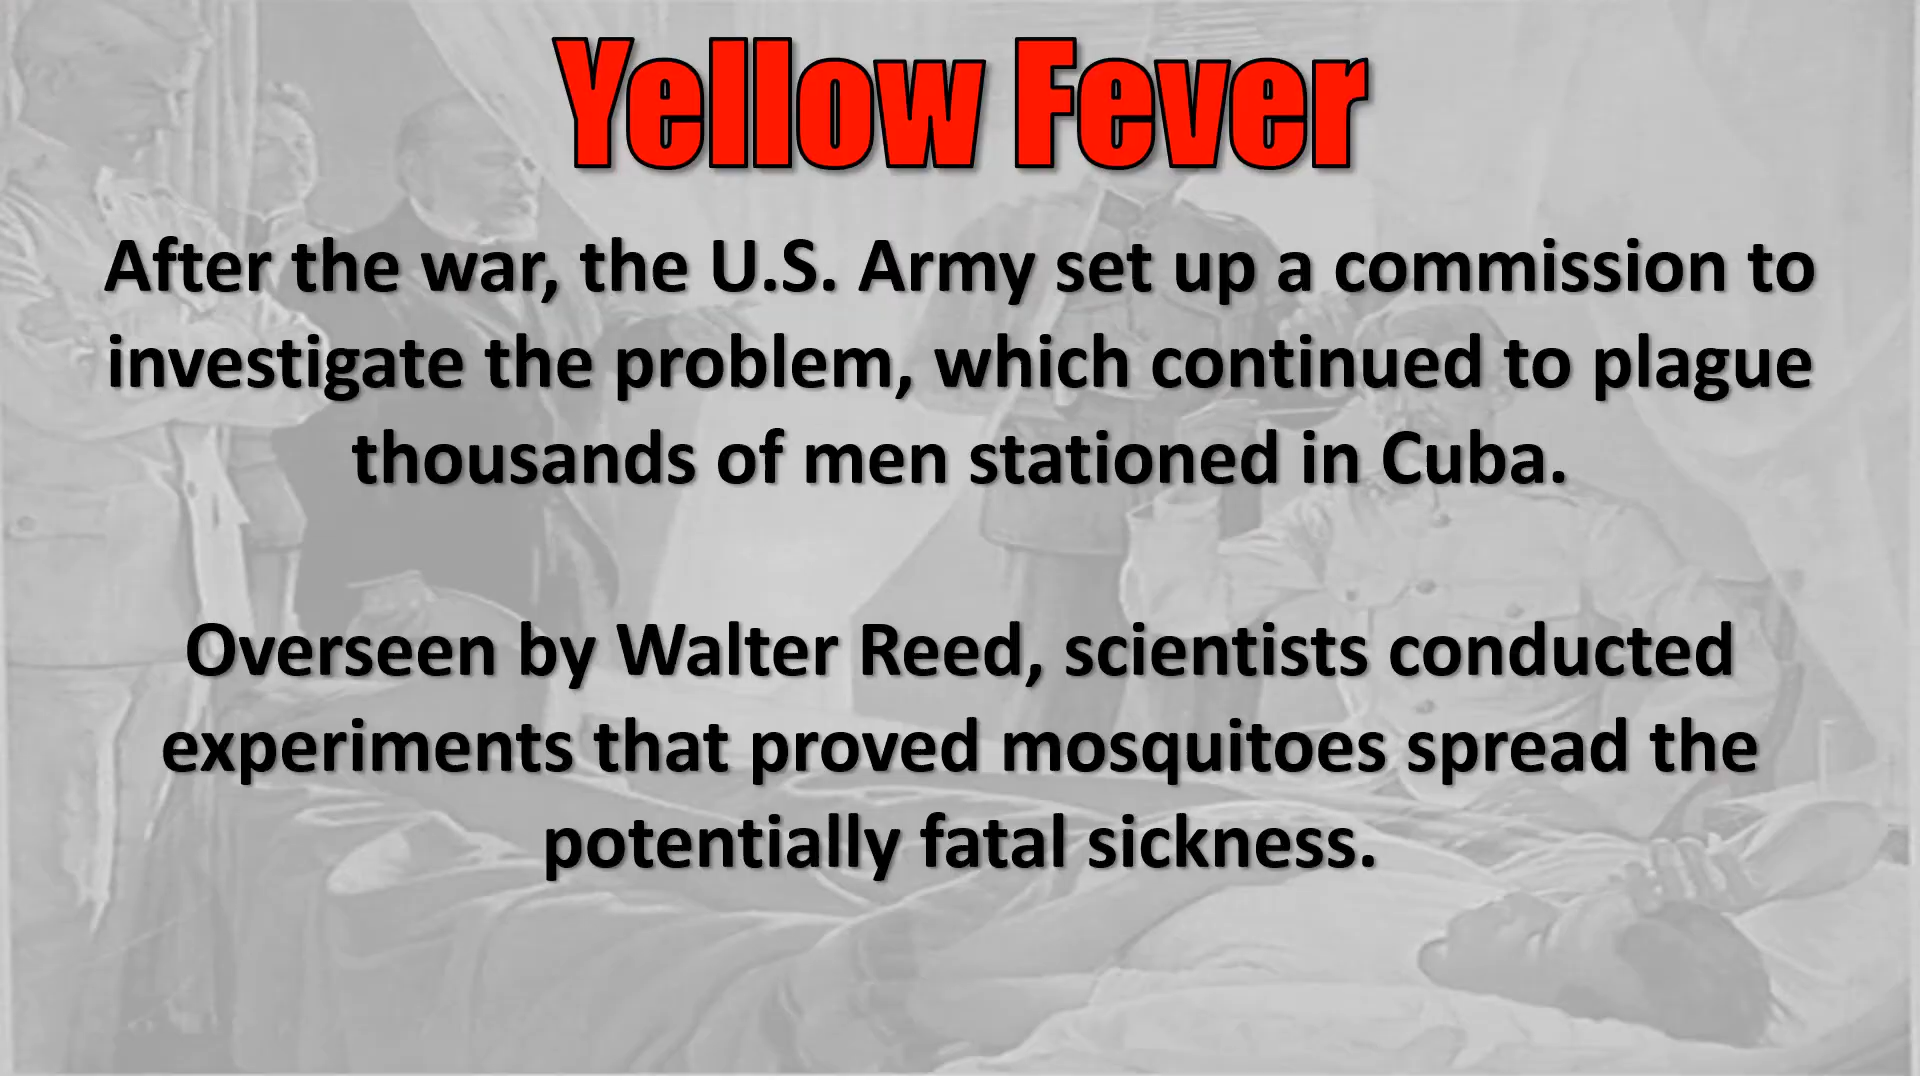 Yellow Fever
After the war, the U.S. Army set up a commission to
investigate the problem, which continued to plague
thousands of men stationed in Cuba.
Overseen by Walter Reed, scientists conducted
experiments that proved mosquitoes spread the
potentially fatal sickness.